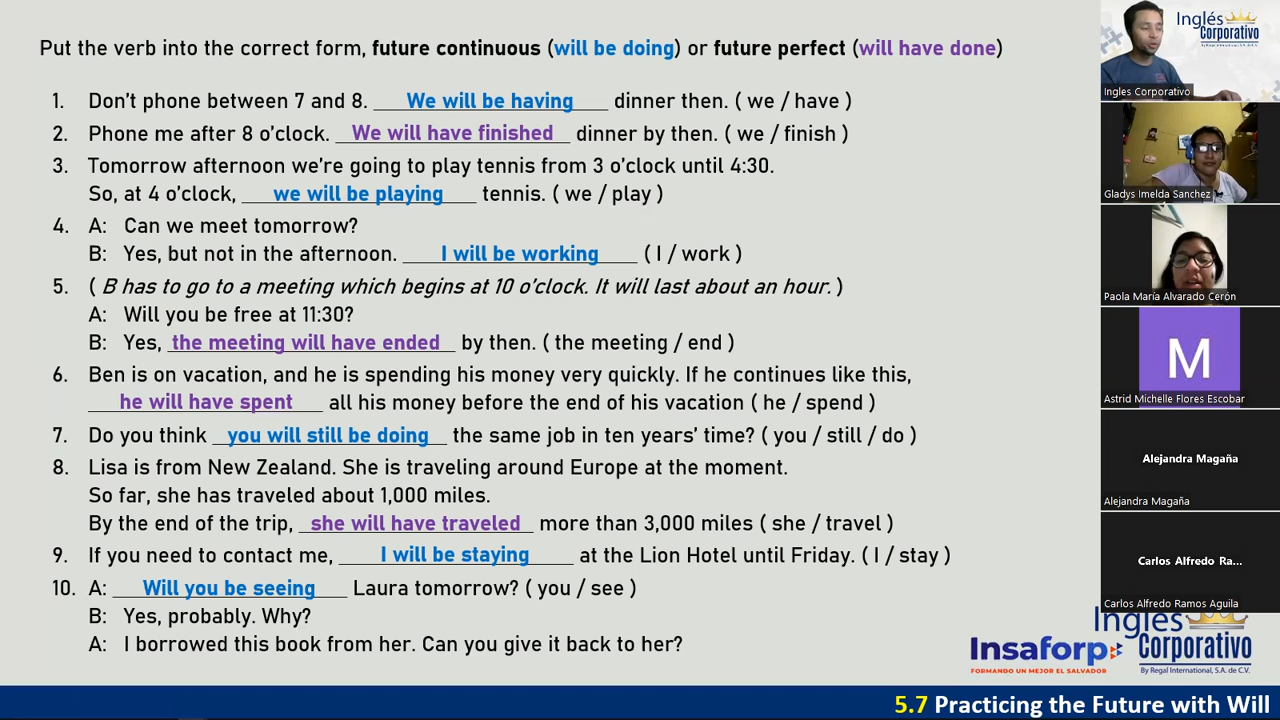 Put the verb into the correct form, future continuous (will be doing) or future perfect (will have done)
1. Don't phone between 7 and 8. We will be having dinner then. ( we / have )
2. Phone me after 8 o'clock. We will have finished dinner by then. ( we / finish )
3. Tomorrow afternoon we're going to play tennis from 3 o'clock until 4:30.
So, at 4 o'clock, we will be playing tennis. ( we / play )
4. A: Can we meet tomorrow?
B: Yes, but not in the afternoon. I will be working ( I / work )
5. ( B has to go to a meeting which begins at 10 o'clock. It will last about an hour. )
A: Will you be free at 11:30?
B: Yes, the meeting will have ended by then. ( the meeting / end )
6. Ben is on vacation, and he is spending his money very quickly. If he continues like this,
he will have spent all his money before the end of his vacation ( he / spend )
7. Do you think you will still be doing the same job in ten years' time? ( you / still / do )
8. Lisa is from New Zealand. She is traveling around Europe at the moment.
So far, she has traveled about 1,000 miles.
By the end of the trip, she will have traveled more than 3,000 miles ( she / travel )
9. If you need to contact me, I will be staying at the Lion Hotel until Friday. ( I / stay )
10. A: Will you be seeing Laura tomorrow? ( you / see )
B: Yes, probably. Why?
A: I borrowed this book from her. Can you give it back to her?
Inglés
Corporativo
By Regal International, S.A. de C.V.
Ingles Corporativo
Gladys Imelda Sanchez
Paola María Alvarado Cerón
M
Astrid Michelle Flores Escobar
Alejandra Magaña
Alejandra Magaña
Carlos Alfredo Ra...
Carlos Alfredo Ramos Aguila
Insaforp
FORMANDO UN MEJOR EL SALVADOR
Inglés
Corporativo
By Regal International, S.A. de C.V.
5.7 Practicing the Future with Will